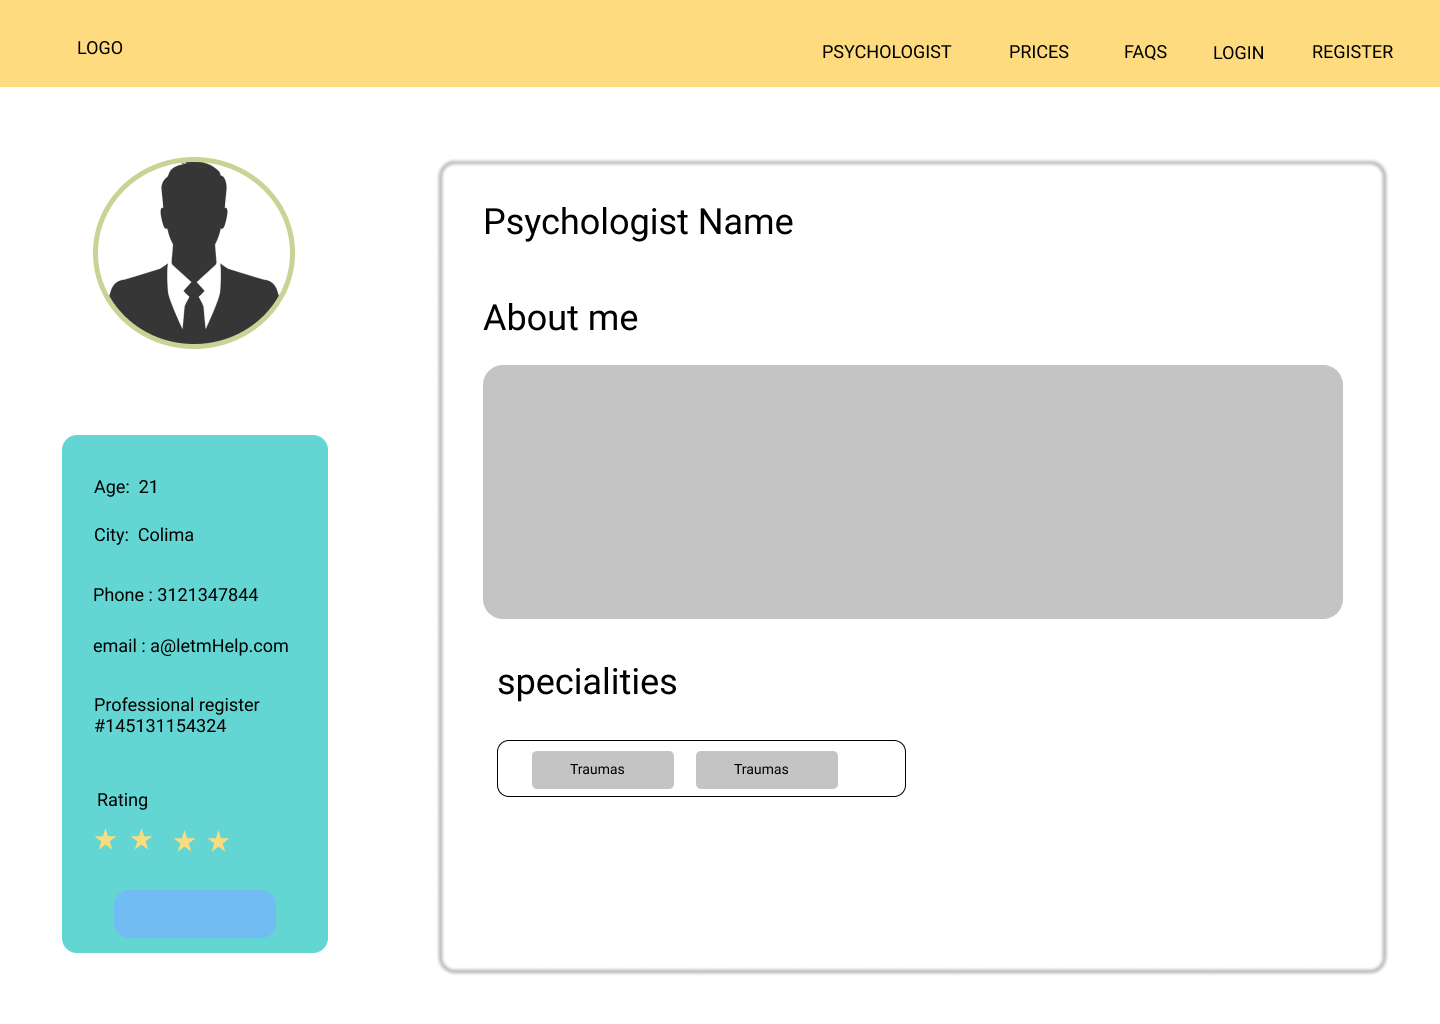 LOGO
PSYCHOLOGIST
PRICES
FAQS
LOGIN
REGISTER
Psychologist Name
About me
Age: 21
City: Colima
Phone : 3121347844
email : a@letmHelp.com
Professional register
#145131154324
Rating
specialities
Traumas
Traumas